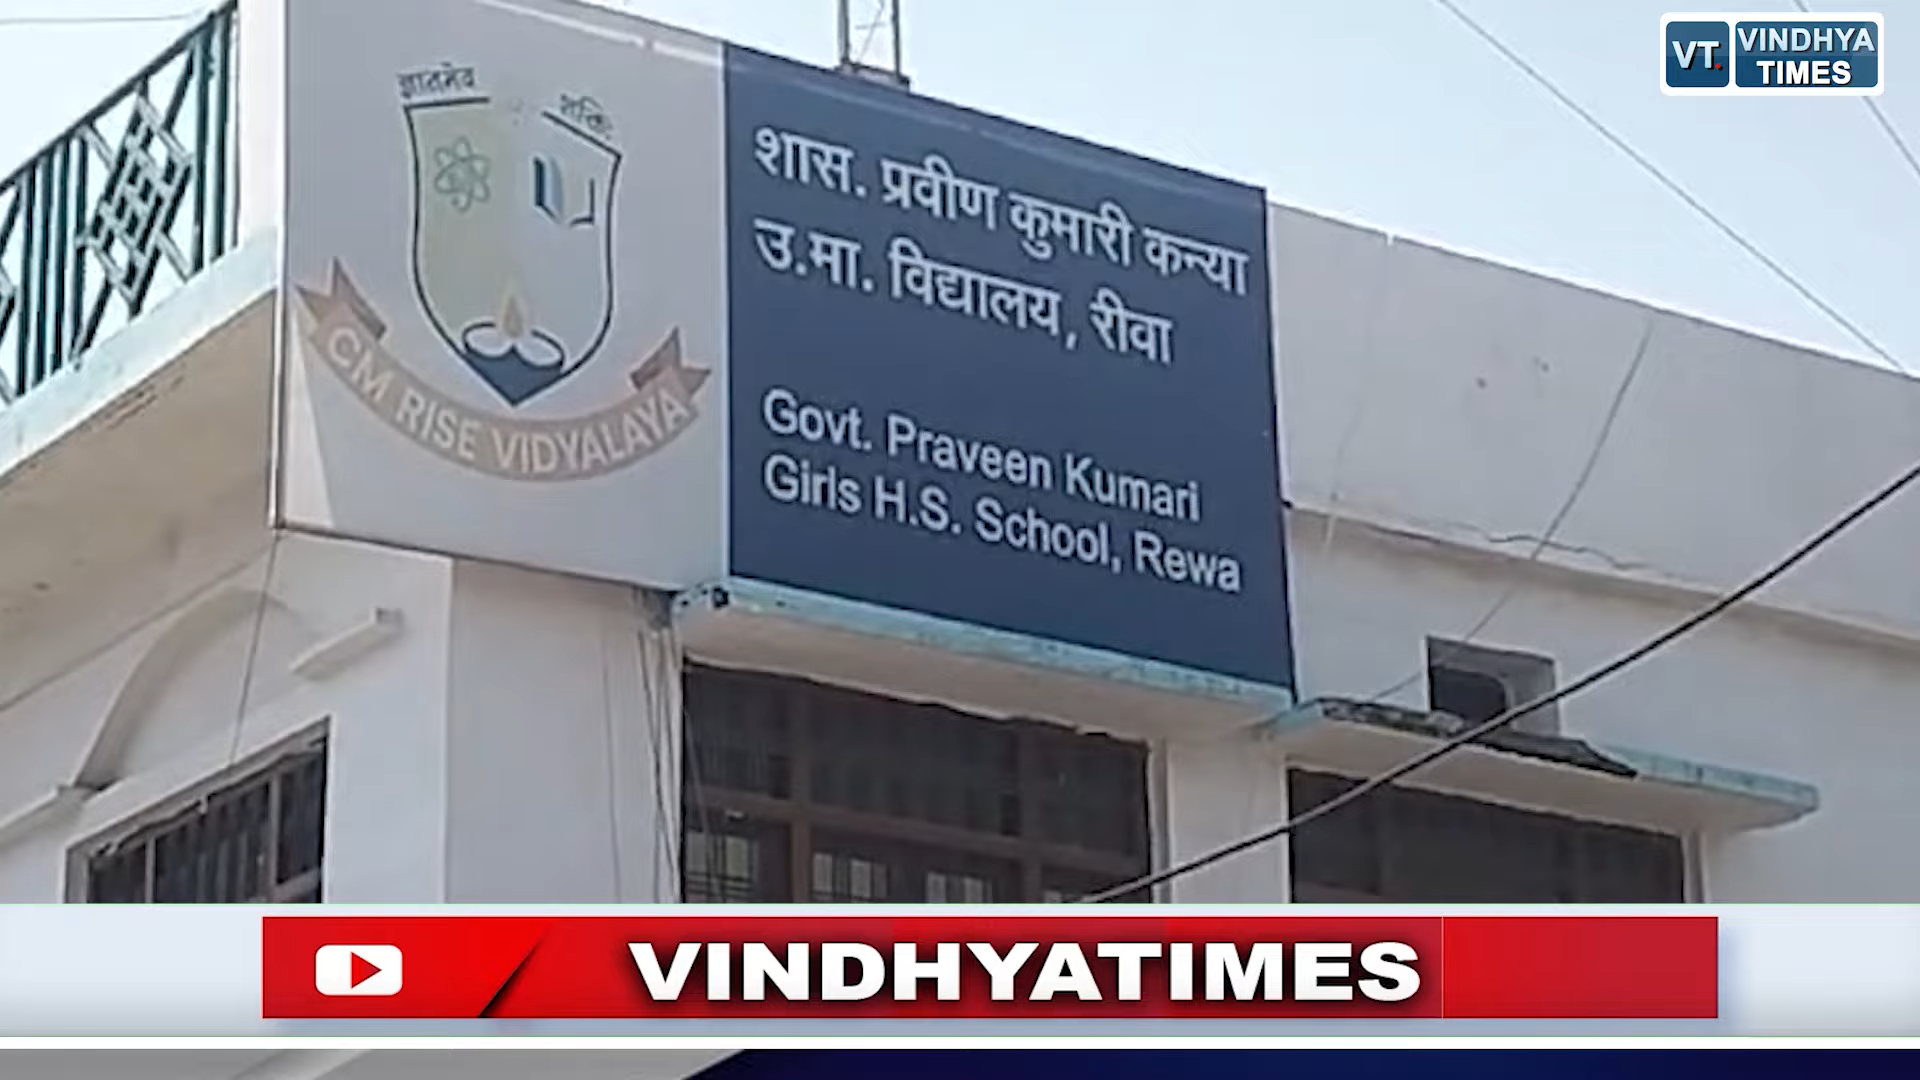 VT. VINDHYA
TIMES
ज्ञानमेव शक्तिः
CM RISE VIDYALAYA
शास. प्रवीण कुमारी कन्या
उ.मा. विद्यालय, रीवा
Govt. Praveen Kumari
Girls H.S. School, Rewa
VINDHYATIMES